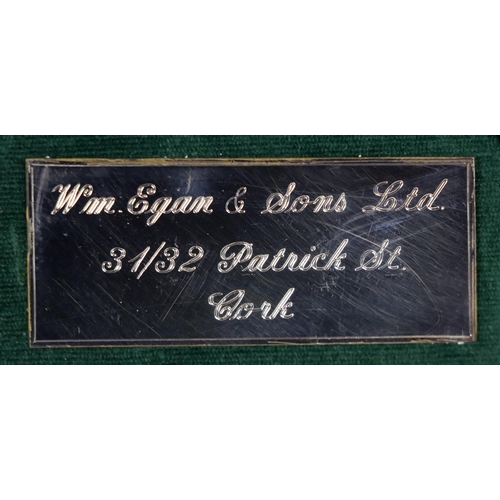 Wm. Egan & Sons Ltd.
31/32 Patrick St.
Cork